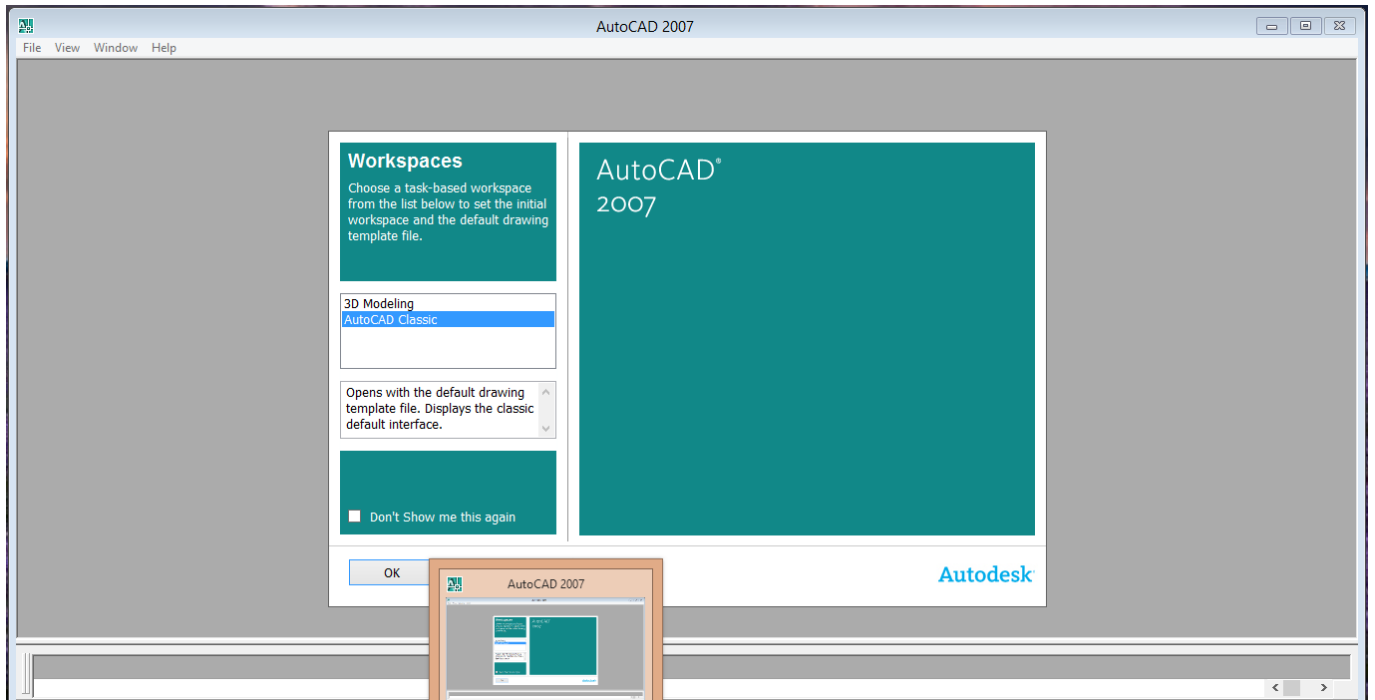 AutoCAD 2007
File View Window Help
Workspaces
Choose a task-based workspace
from the list below to set the initial
workspace and the default drawing
template file.
3D Modeling
AutoCAD Classic
Opens with the default drawing
template file. Displays the classic
default interface.
Don't Show me this again
AutoCAD®
2007
OK
Autodesk
AutoCAD 2007